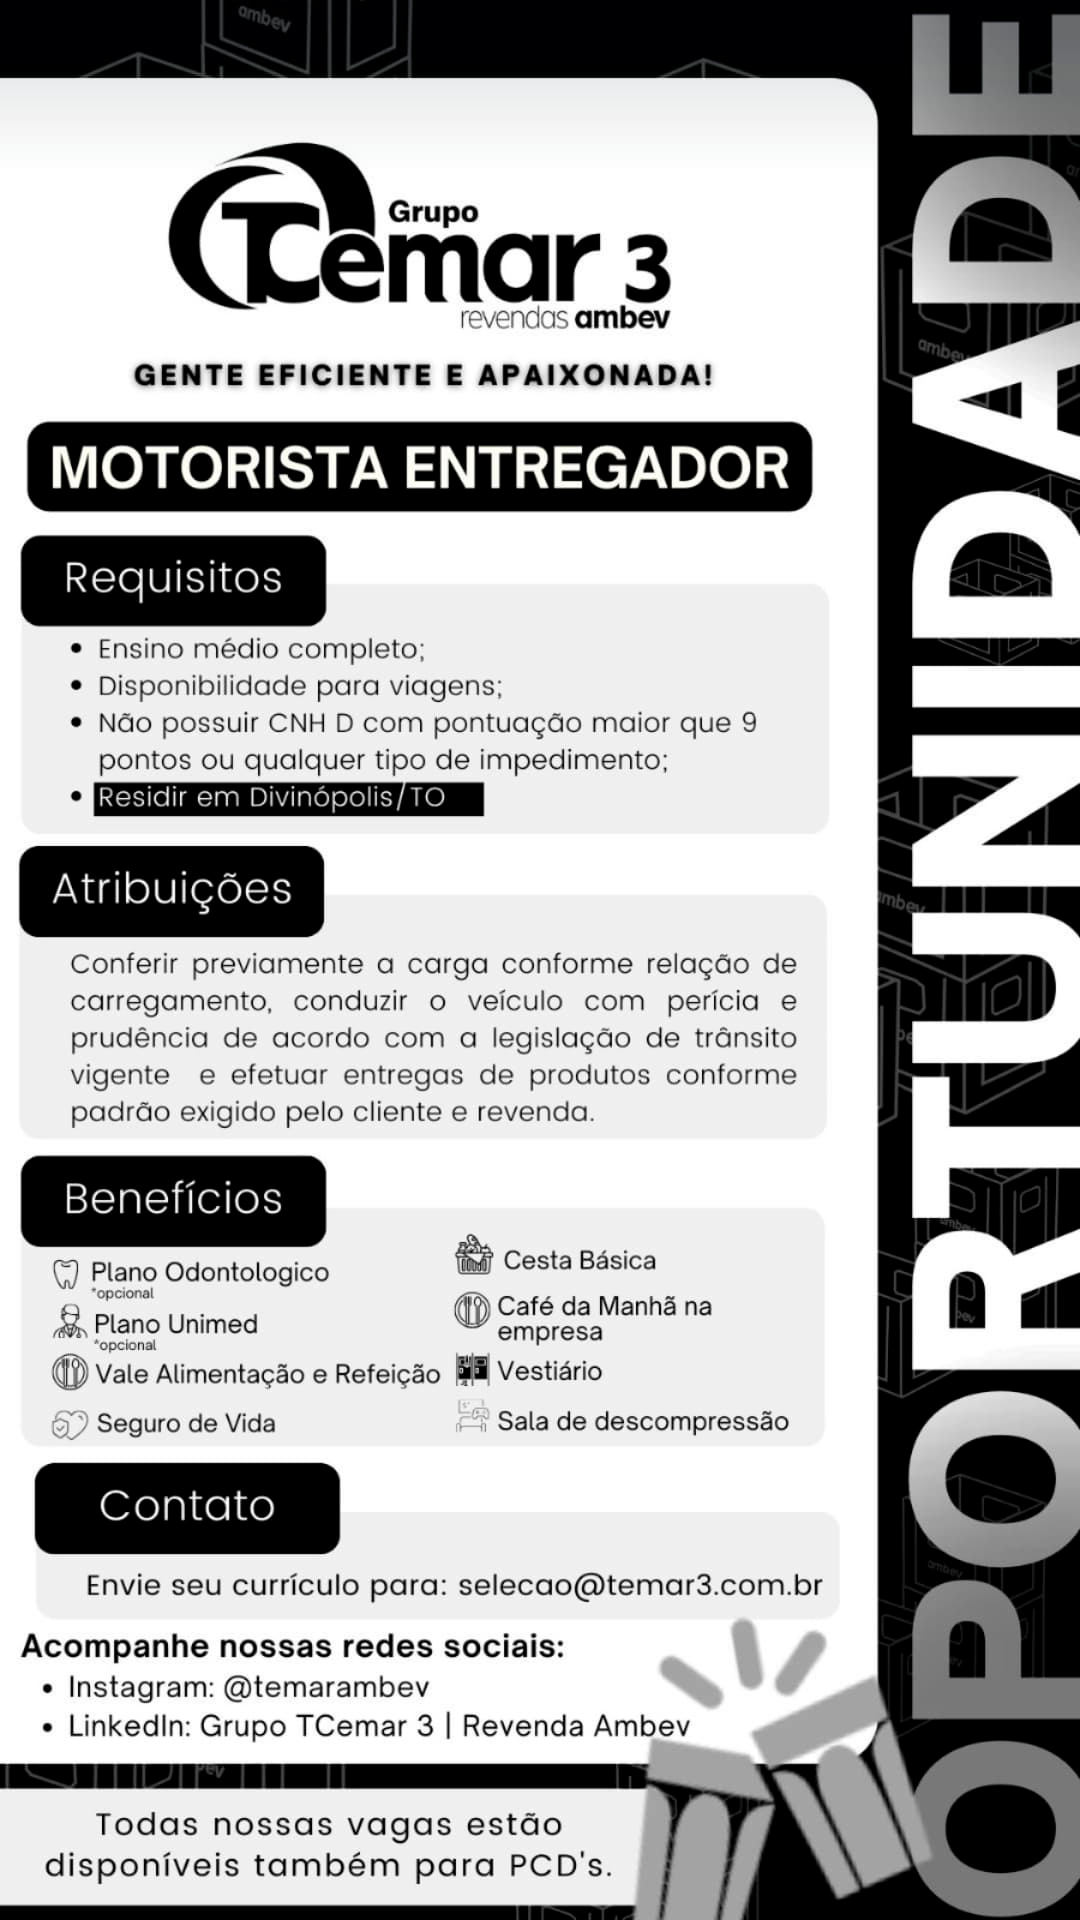 Grupo
TCemar 3
revendas ambev
GENTE EFICIENTE E APAIXONADA!
MOTORISTA ENTREGADOR
Requisitos
• Ensino médio completo;
• Disponibilidade para viagens;
• Não possuir CNH D com pontuação maior que 9
pontos ou qualquer tipo de impedimento;
• Residir em Divinópolis/TO
Atribuições
Conferir previamente a carga conforme relação de
carregamento, conduzir o veículo com perícia e
prudência de acordo com a legislação de trânsito
vigente e efetuar entregas de produtos conforme
padrão exigido pelo cliente e revenda.
Benefícios
Plano Odontologico
*opcional
Plano Unimed
*opcional
Vale Alimentação e Refeição
Seguro de Vida
Cesta Básica
Café da Manhã na
empresa
Vestiário
Sala de descompressão
Contato
Envie seu currículo para: selecao@temar3.com.br
Acompanhe nossas redes sociais:
• Instagram: @temarambev
• LinkedIn: Grupo TCemar 3 | Revenda Ambev
Todas nossas vagas estão
disponíveis também para PCD's.
OPORTUNIDADE
ambev
ambev
ambev
ambev